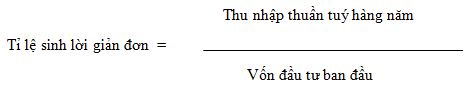 Thu nhập thuần tuý hàng năm
Tỉ lệ sinh lời giản đơn =
Vốn đầu tư ban đầu